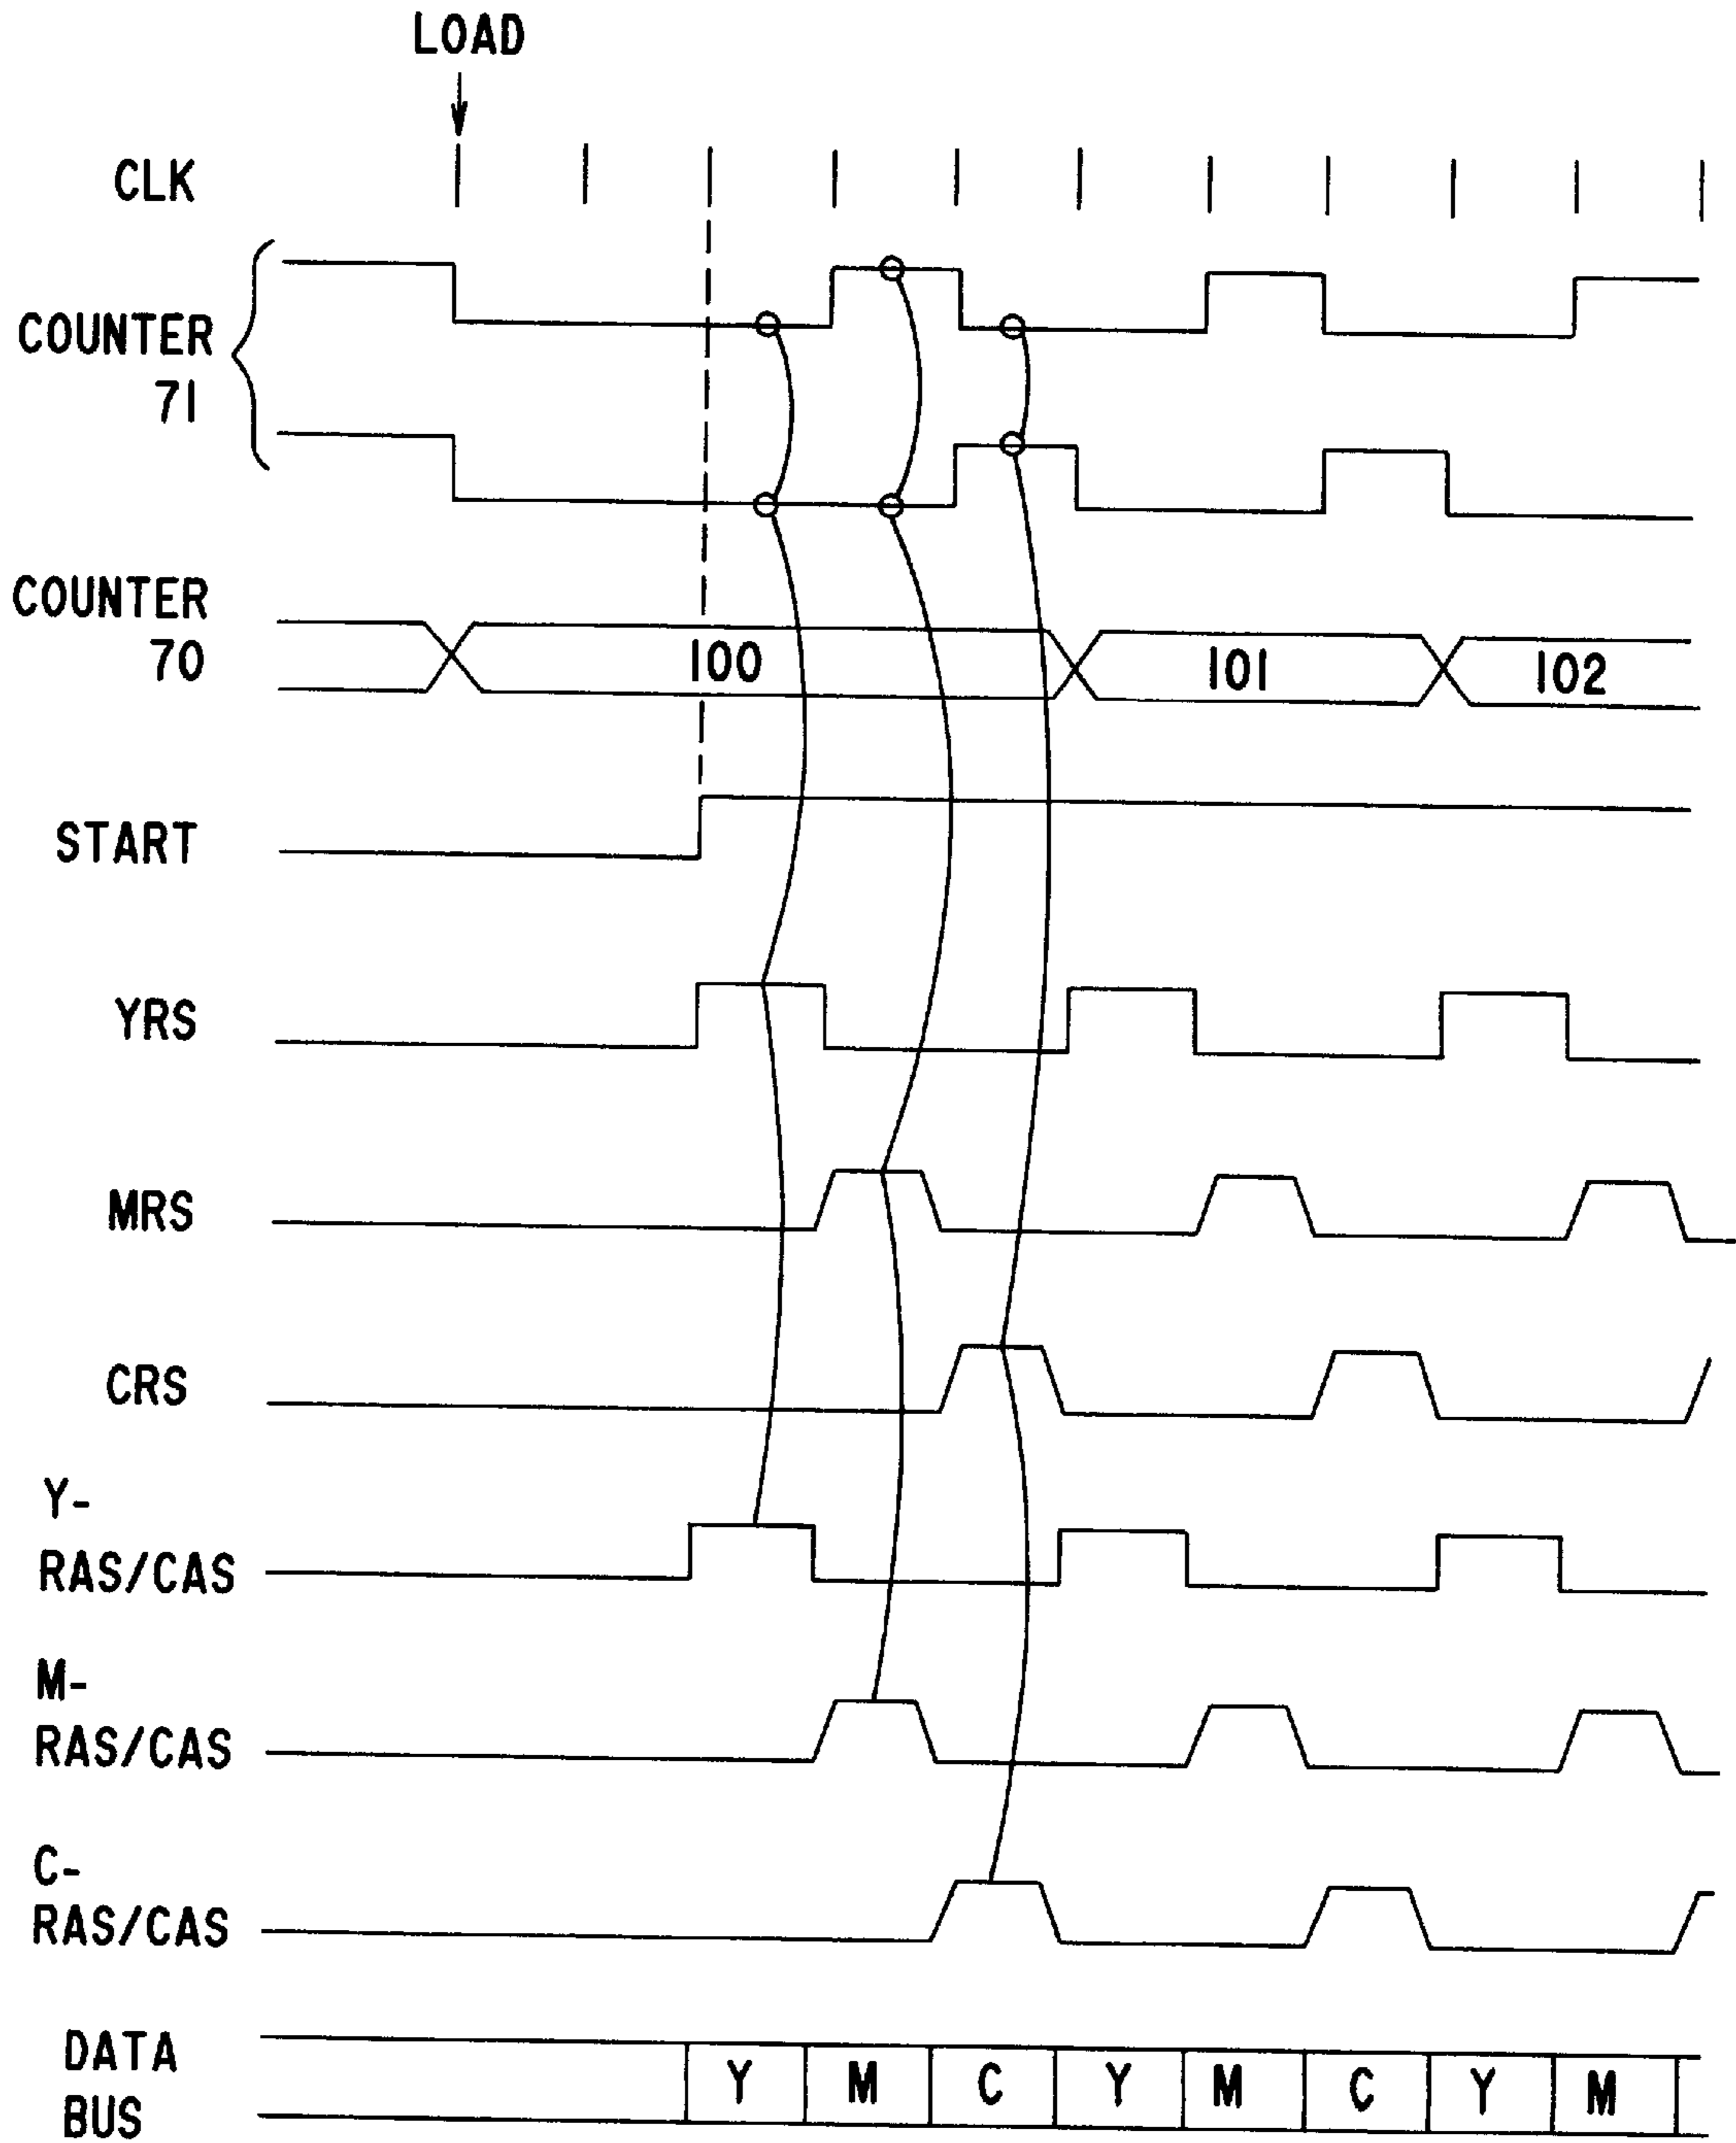 LOAD
CLK
COUNTER
71
COUNTER
70
100
101
102
START
YRS
MRS
CRS
Y-
RAS/CAS
M-
RAS/CAS
C-
RAS/CAS
DATA
BUS
Y M C Y M C Y M